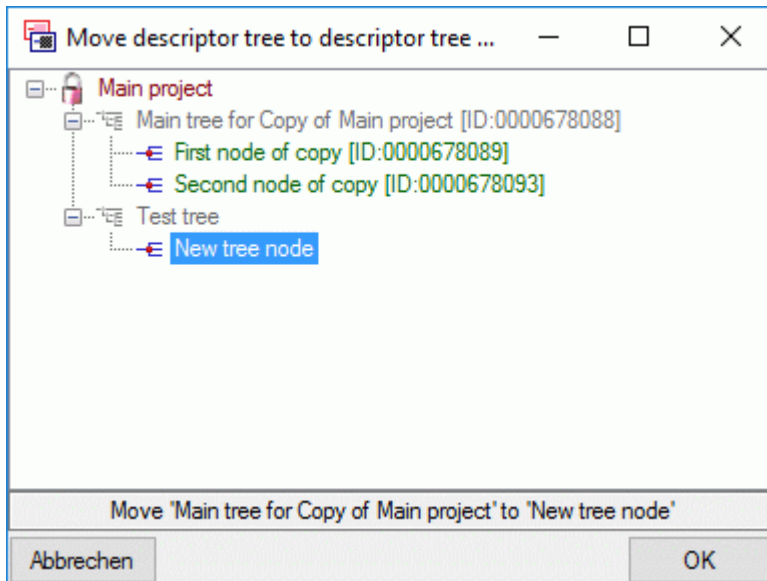 Move descriptor tree to descriptor tree ...
Main project
Main tree for Copy of Main project [ID:0000678088]
First node of copy [ID:0000678089]
Second node of copy [ID:0000678093]
Test tree
New tree node
Move 'Main tree for Copy of Main project' to 'New tree node'
Abbrechen OK